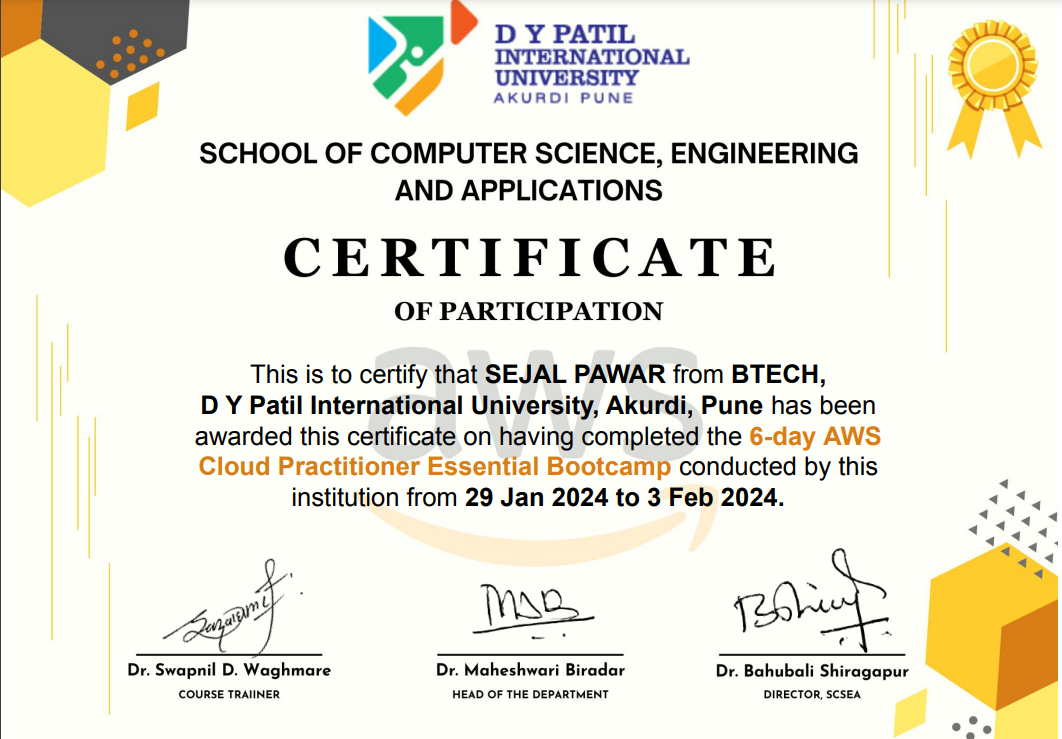 D Y PATIL
INTERNATIONAL
UNIVERSITY
AKURDI PUNE
SCHOOL OF COMPUTER SCIENCE, ENGINEERING
AND APPLICATIONS
CERTIFICATE
OF PARTICIPATION
aws
This is to certify that SEJAL PAWAR from BTECH,
D Y Patil International University, Akurdi, Pune has been
awarded this certificate on having completed the 6-day AWS
Cloud Practitioner Essential Bootcamp conducted by this
institution from 29 Jan 2024 to 3 Feb 2024.
Dr. Swapnil D. Waghmare
COURSE TRAIINER
Dr. Maheshwari Biradar
HEAD OF THE DEPARTMENT
Dr. Bahubali Shiragapur
DIRECTOR, SCSEA